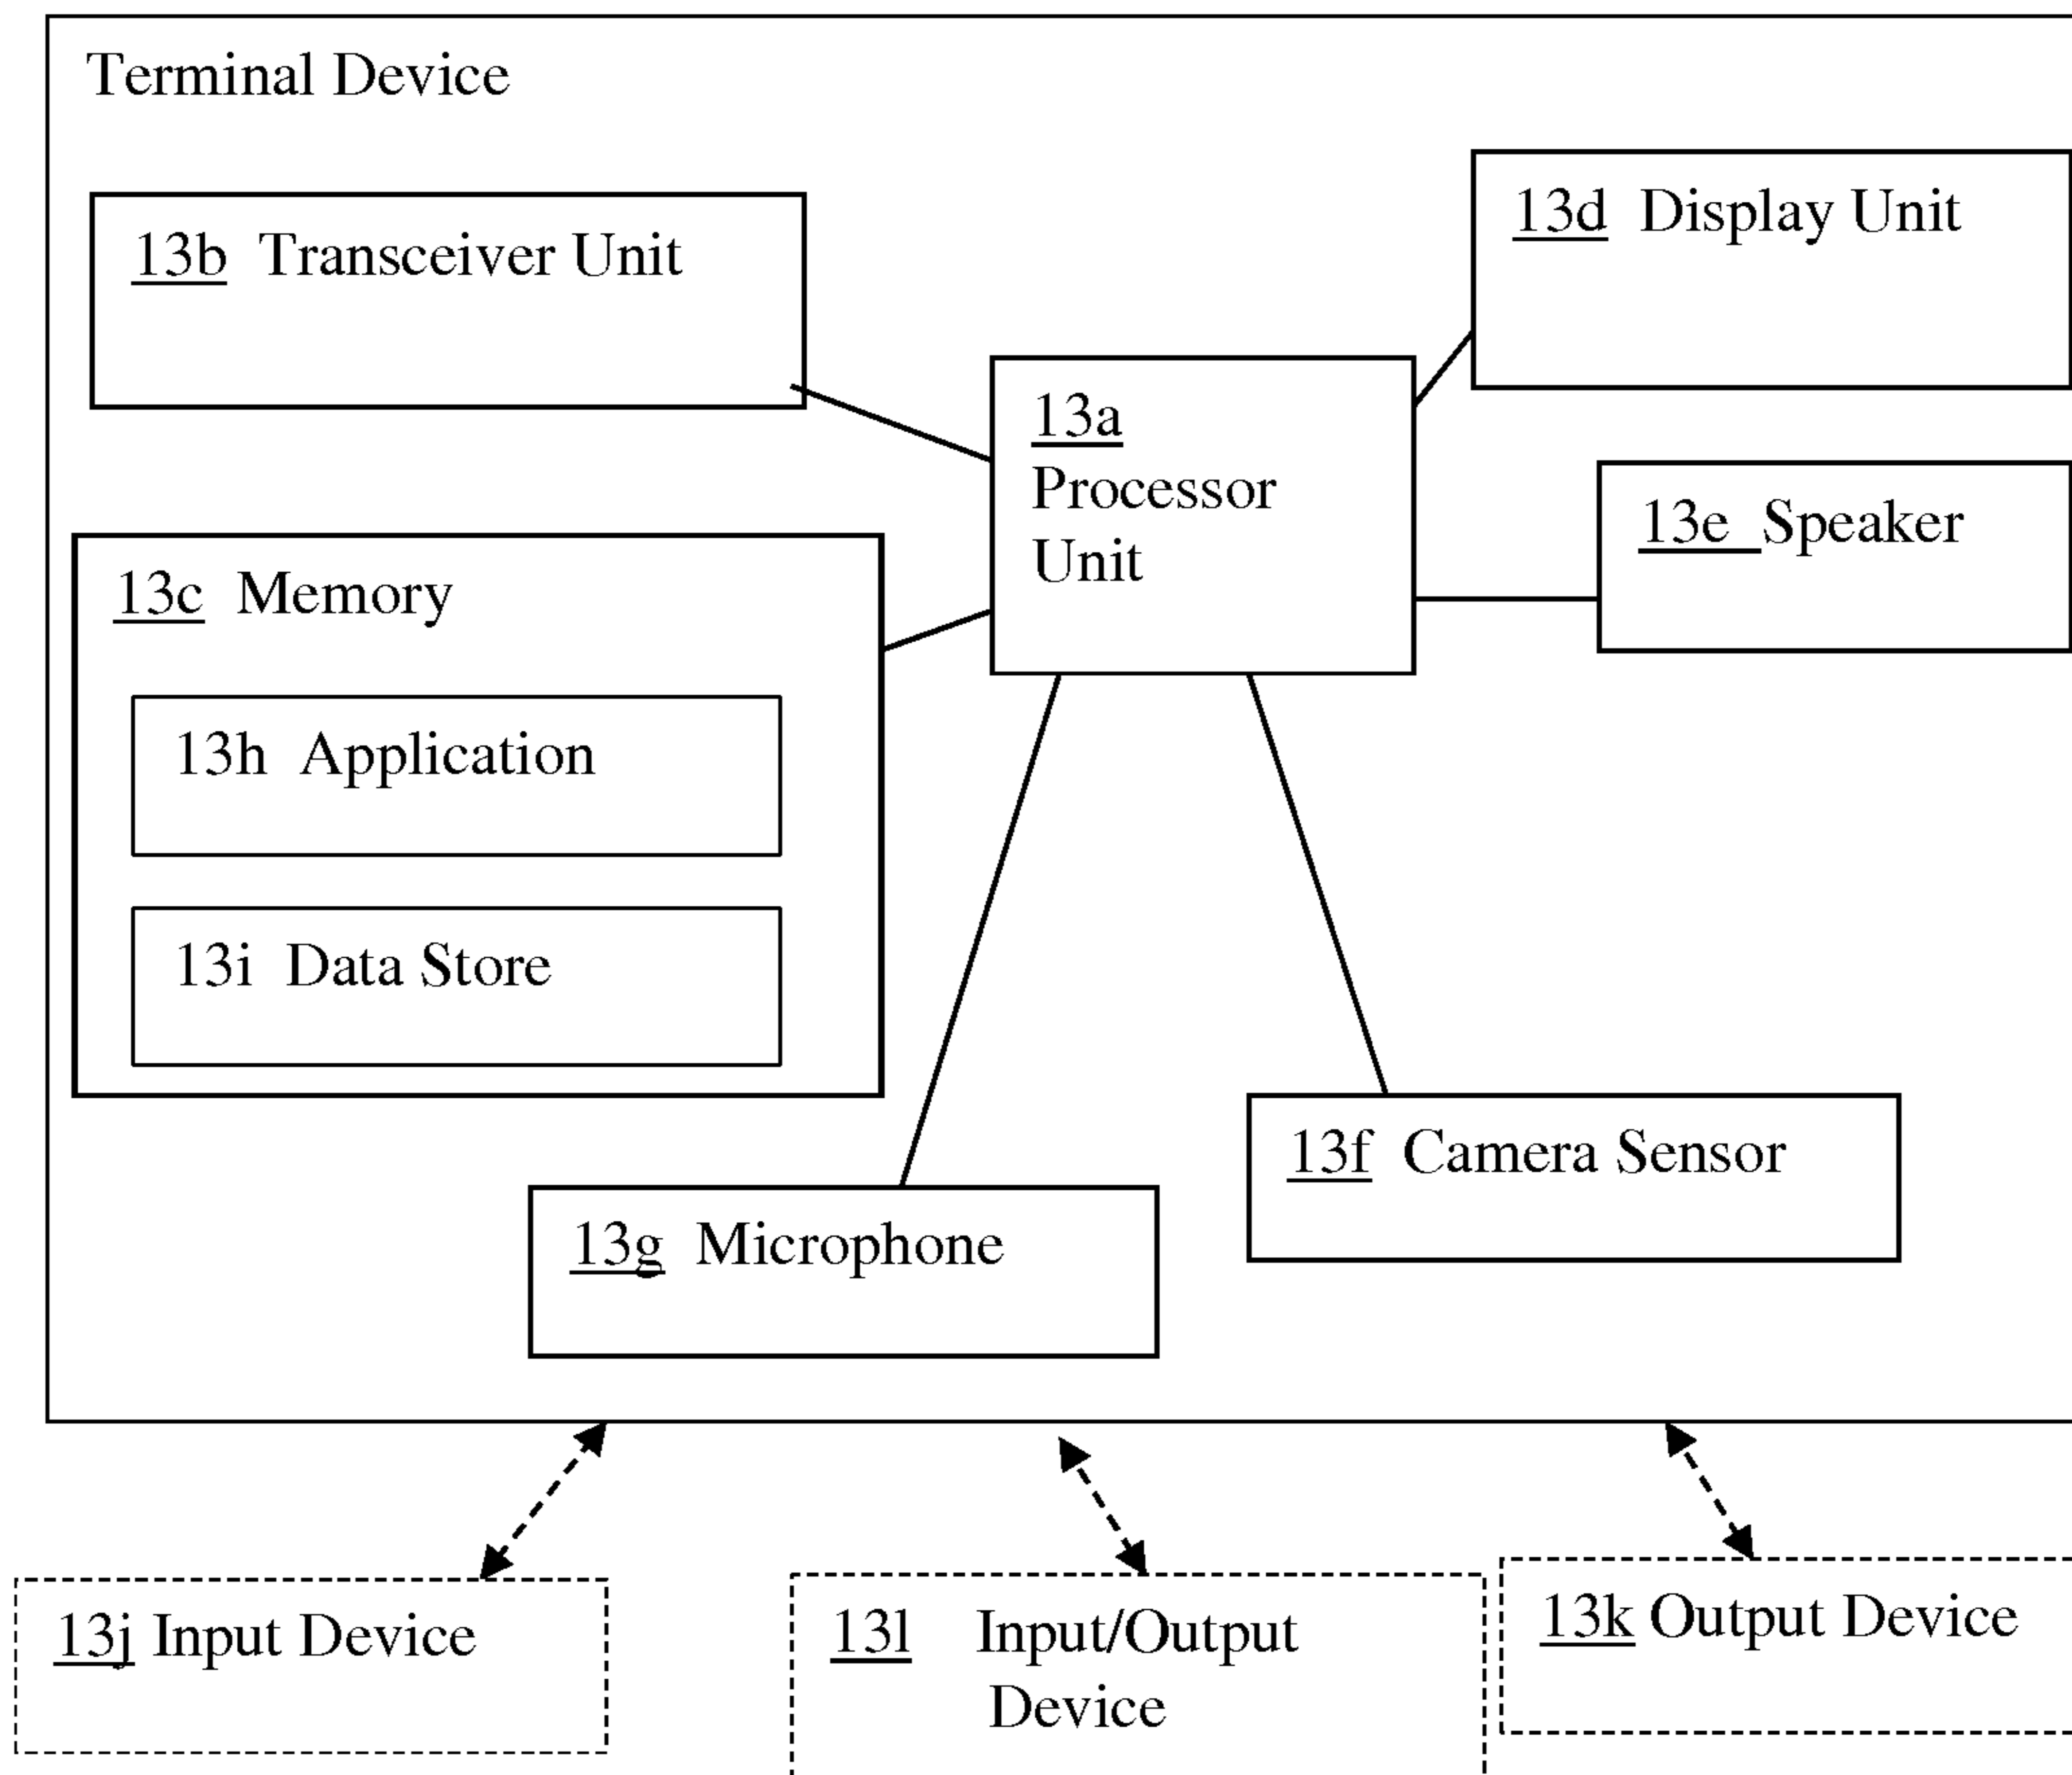 Terminal Device
13b Transceiver Unit
13d Display Unit
13a
Processor
Unit
13e Speaker
13c Memory
13h Application
13i Data Store
13f Camera Sensor
13g Microphone
13j Input Device
13l Input/Output
Device
13k Output Device